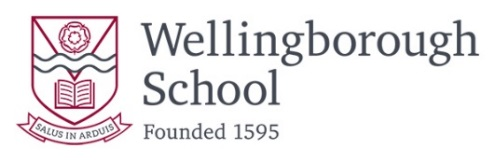 Wellingborough
School
SALUS IN ARDUIS
Founded 1595